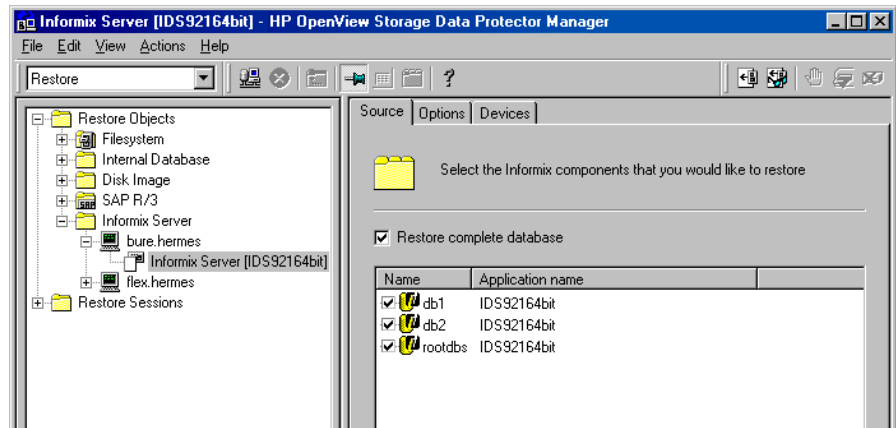 Informix Server [IDS92164bit] - HP OpenView Storage Data Protector Manager
File Edit View Actions Help
Restore
?
Restore Objects
Filesystem
Internal Database
Disk Image
SAP R/3
Informix Server
bure.hermes
Informix Server [IDS92164bit]
flex.hermes
Restore Sessions
Source Options Devices
Select the Informix components that you would like to restore
Restore complete database
Name Application name
db1 IDS92164bit
db2 IDS92164bit
rootdbs IDS92164bit